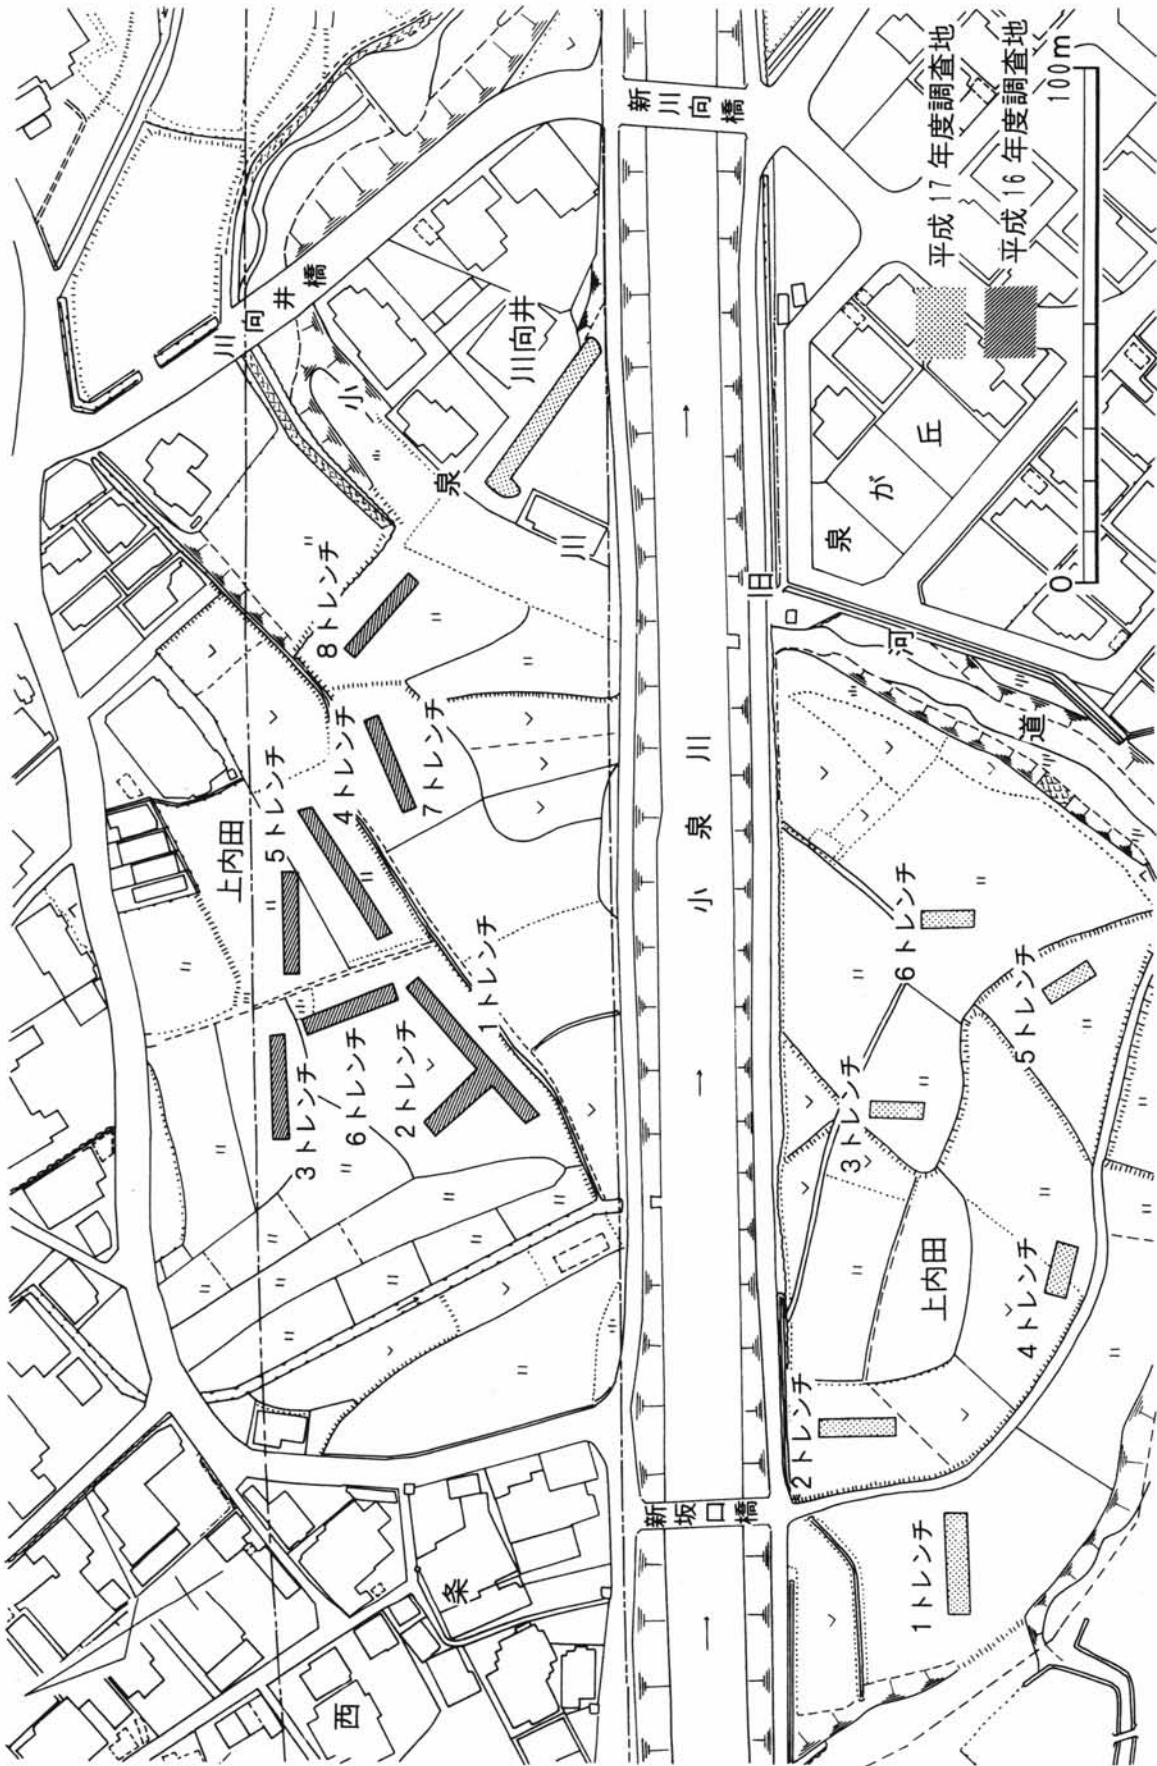 新川向橋
川向井橋
川向井
小泉川旧河道
泉が丘
平成17年度調査地
平成16年度調査地
0
100m
上内田
8トレンチ
5トレンチ
4トレンチ
7トレンチ
1トレンチ
3トレンチ
6トレンチ
2トレンチ
小泉川
6トレンチ
5トレンチ
3トレンチ
上内田
4トレンチ
2トレンチ
新坂口橋
1トレンチ
西条